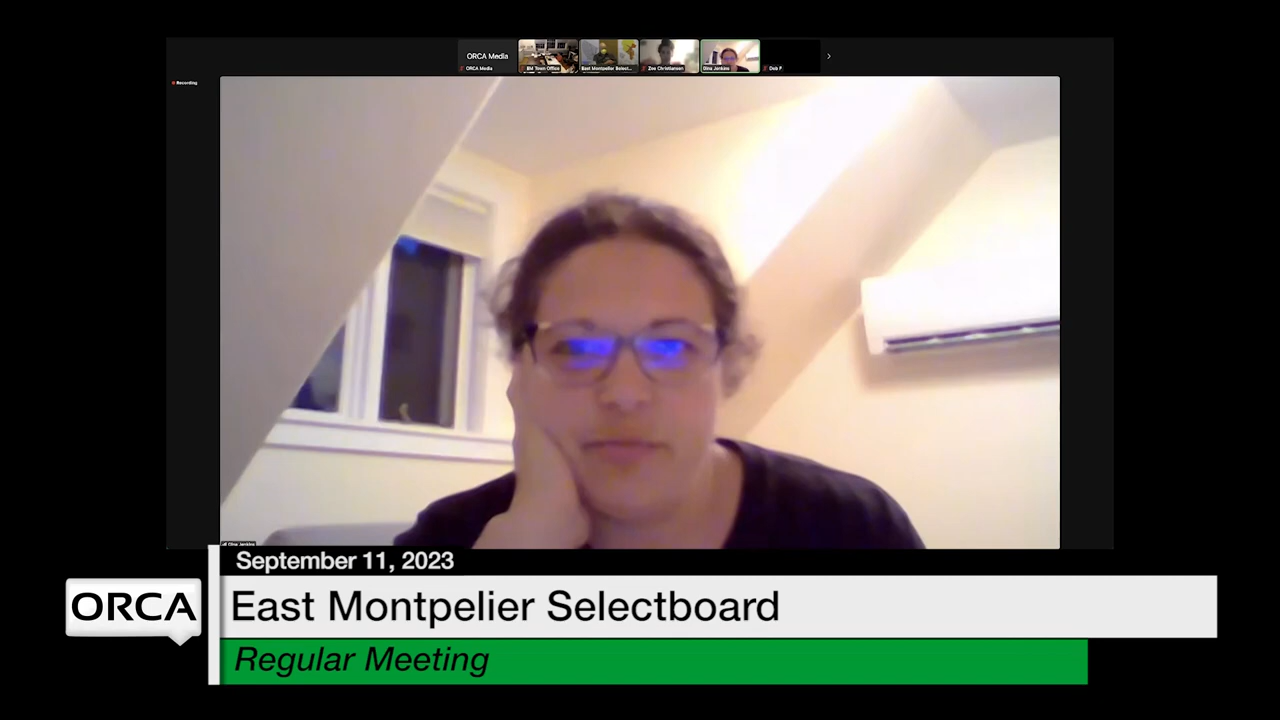 ORCA Media
ORCA Media
EM Town Office
East Montpelier Select...
Zoe Christiansen
Elina Jenkins
Deb P
Recording
September 11, 2023
ORCA
East Montpelier Selectboard
Regular Meeting